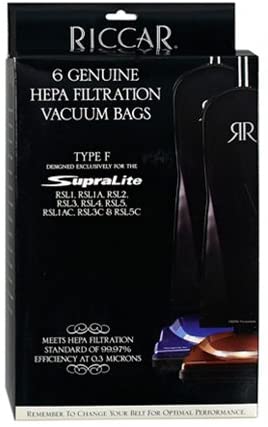 RICCAR®
6 GENUINE
HEPA FILTRATION
VACUUM BAGS
TYPE F
DESIGNED EXCLUSIVELY FOR THE
SupraLite
RSL1, RSL1A, RSL2,
RSL3, RSL4, RSL5,
RSL1AC, RSL3C & RSL5C
MEETS HEPA FILTRATION
STANDARD OF 99.97%
EFFICIENCY AT 0.3 MICRONS
REMEMBER TO CHANGE YOUR BELT FOR OPTIMAL PERFORMANCE.